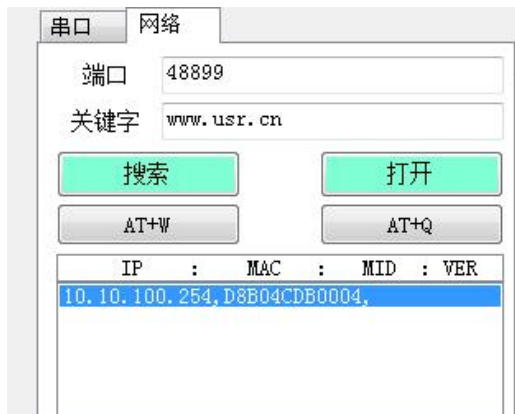 串口 网络
端口 48899
关键字 www.usr.cn
搜索 打开
AT+W AT+Q
IP : MAC : MID : VER
10.10.100.254,D8B04CDB0004,